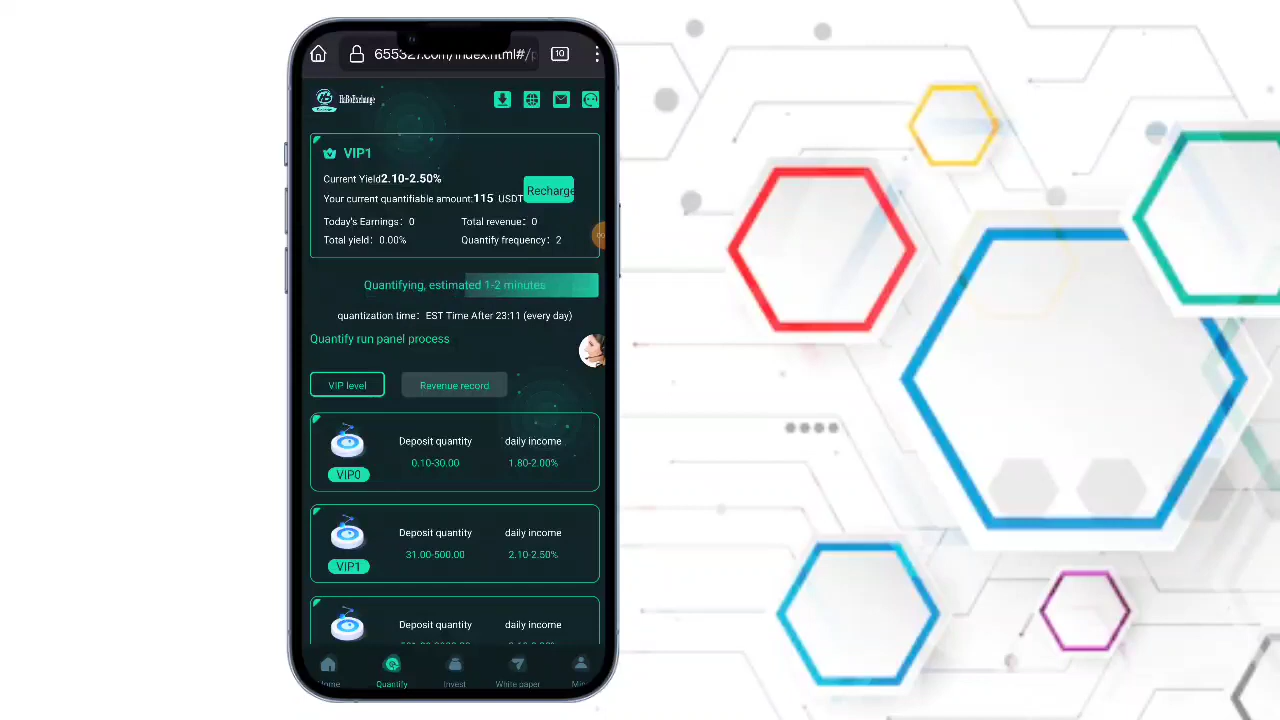 10
HoBoExchange
VIP1
Current Yield2.10-2.50%
Your current quantifiable amount:115 USDT
Recharge
Today's Earnings: 0 Total revenue: 0
Total yield: 0.00% Quantify frequency: 2
Quantifying, estimated 1-2 minutes
quantization time: EST Time After 23:11 (every day)
Quantify run panel process
VIP level Revenue record
Deposit quantity daily income
0.10-30.00 1.80-2.00%
VIP0
Deposit quantity daily income
31.00-500.00 2.10-2.50%
VIP1
Deposit quantity daily income
Home Quantify Invest White paper